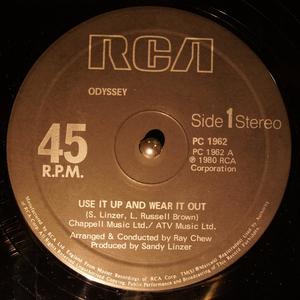 RCA
ODYSSEY
Side 1 Stereo
45
R.P.M.
PC 1962
PC 1962 A
℗ 1980 RCA
Corporation
USE IT UP AND WEAR IT OUT
(S. Linzer, L. Russell Brown)
Chappell Music Ltd./ ATV Music Ltd.
Arranged & Conducted by Ray Chew
Produced by Sandy Linzer